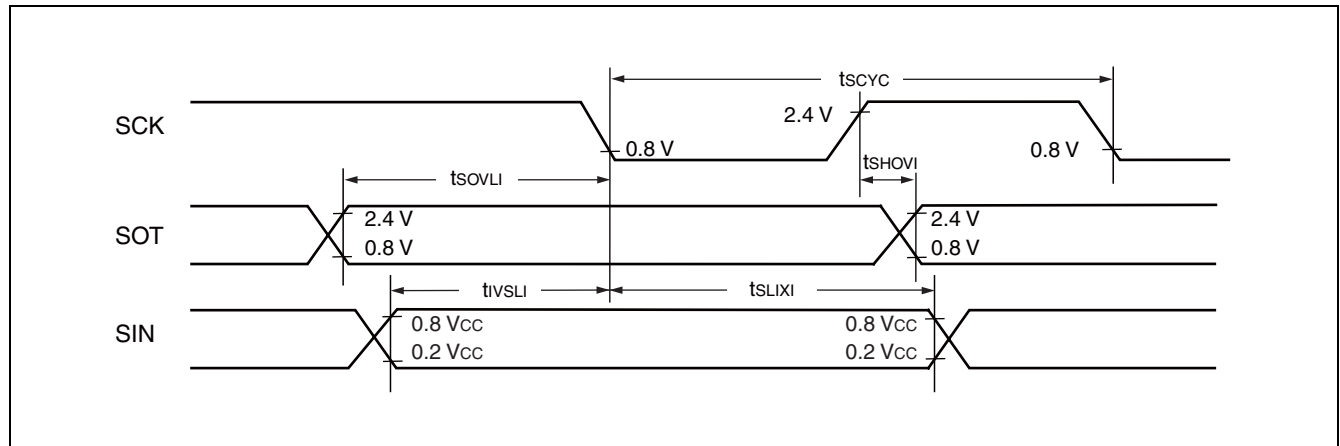 tSCYC
SCK
2.4 V
0.8 V
0.8 V
tSHOVI
tSOVLI
SOT
2.4 V
2.4 V
0.8 V
0.8 V
tIVSLI
tSLIXI
SIN
0.8 VCC
0.8 VCC
0.2 VCC
0.2 VCC